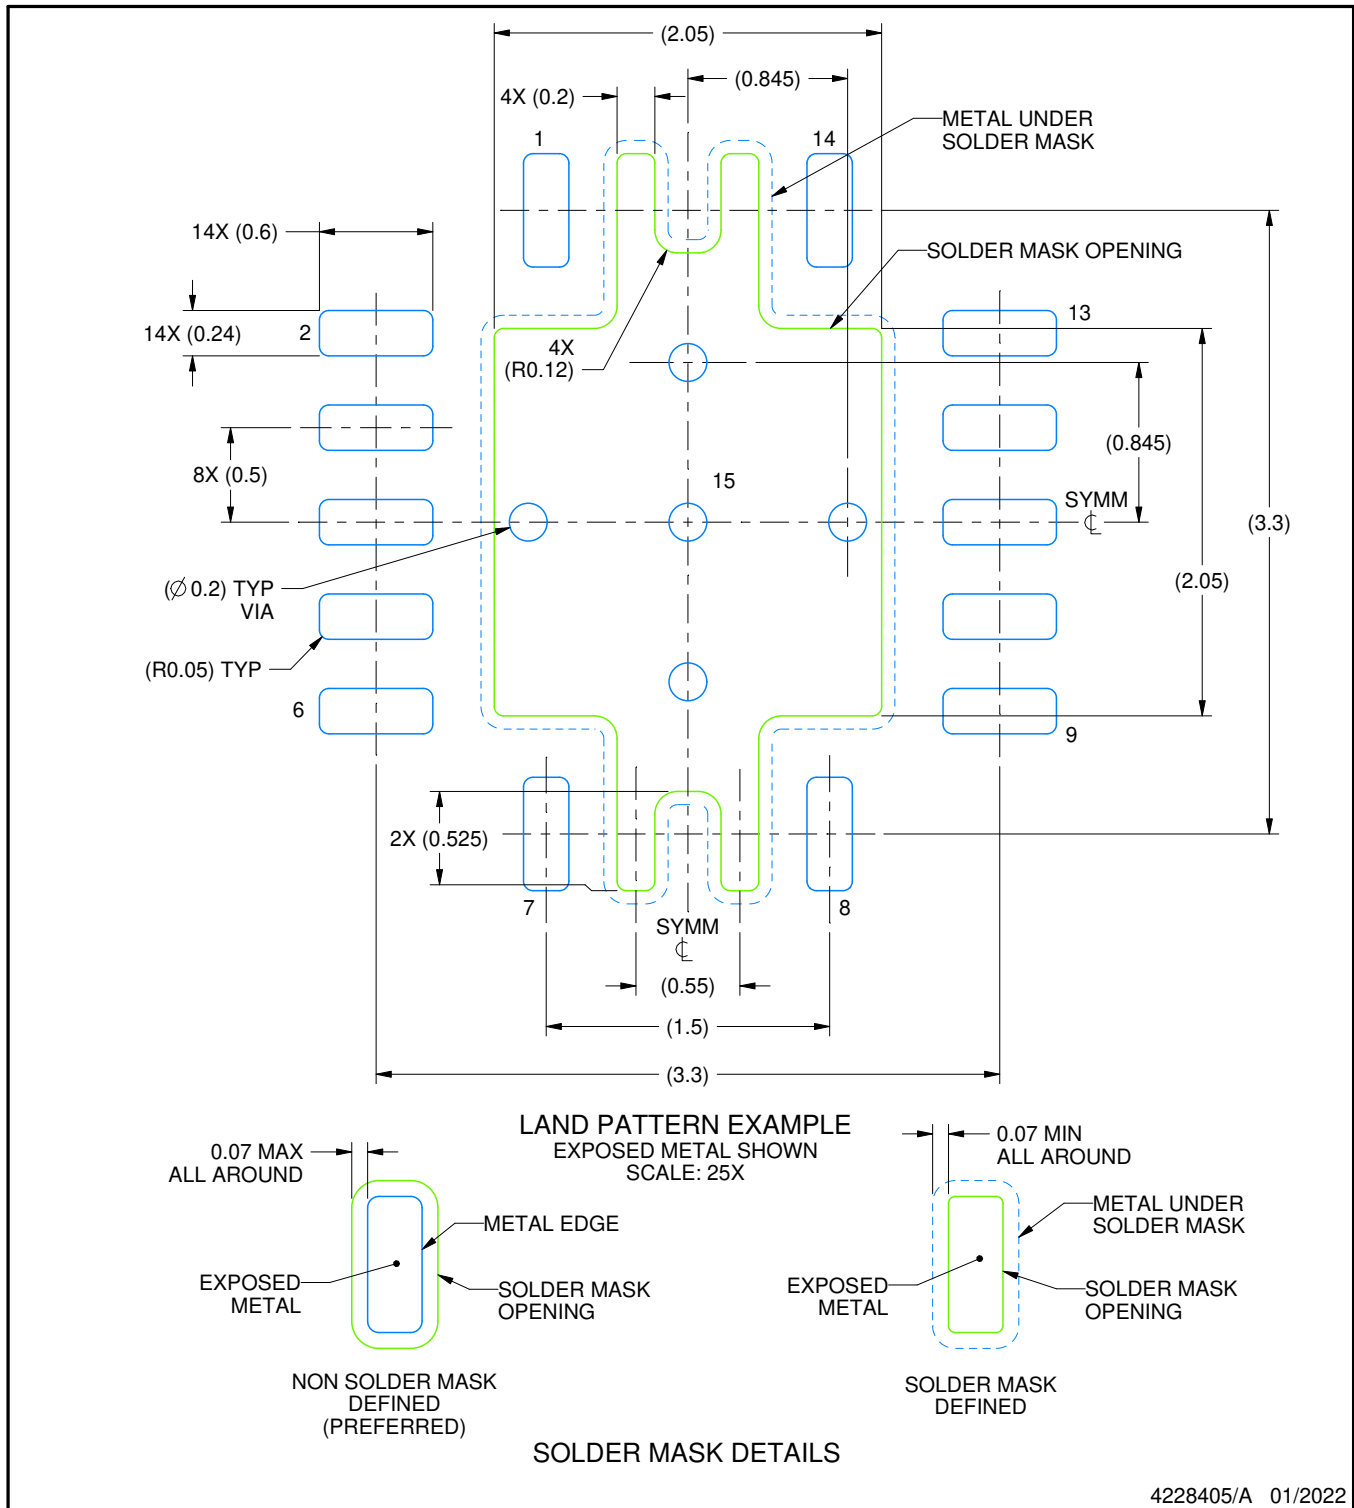 (2.05)
(0.845)
4X (0.2)
METAL UNDER
SOLDER MASK
1
14
14X (0.6)
SOLDER MASK OPENING
13
14X (0.24)
2
4X
(R0.12)
(0.845)
8X (0.5)
15
SYMM
℄
(3.3)
(2.05)
(Ø 0.2) TYP
VIA
(R0.05) TYP
6
9
2X (0.525)
7
8
SYMM
℄
(0.55)
(1.5)
(3.3)
LAND PATTERN EXAMPLE
EXPOSED METAL SHOWN
SCALE: 25X
0.07 MAX
ALL AROUND
METAL EDGE
EXPOSED
METAL
SOLDER MASK
OPENING
NON SOLDER MASK
DEFINED
(PREFERRED)
0.07 MIN
ALL AROUND
METAL UNDER
SOLDER MASK
EXPOSED
METAL
SOLDER MASK
OPENING
SOLDER MASK
DEFINED
SOLDER MASK DETAILS
4228405/A 01/2022